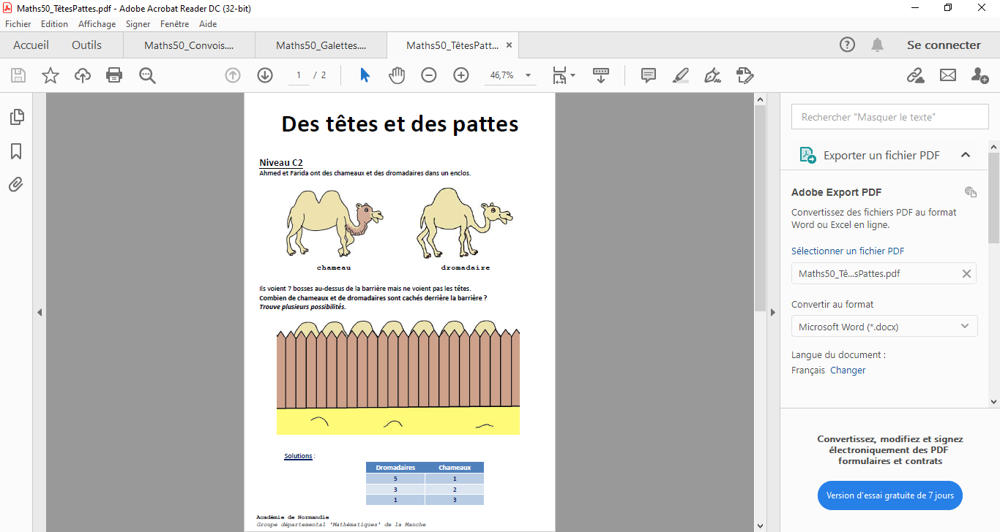 Maths50_TêtesPattes.pdf - Adobe Acrobat Reader DC (32-bit)
Fichier Edition Affichage Signer Fenêtre Aide
Accueil Outils Maths50_Convois.... Maths50_Galettes.... Maths50_TêtesPatt... × Se connecter
1 / 2 46,7%
Des têtes et des pattes
Niveau C2
Ahmed et Farida ont des chameaux et des dromadaires dans un enclos.
chameau dromadaire
Ils voient 7 bosses au-dessus de la barrière mais ne voient pas les têtes.
Combien de chameaux et de dromadaires sont cachés derrière la barrière ?
Trouve plusieurs possibilités.
Solutions :
Dromadaires Chameaux
5 1
3 2
1 3
Académie de Normandie
Groupe départemental 'Mathématiques' de la Manche
Rechercher "Masquer le texte"
Exporter un fichier PDF
Adobe Export PDF
Convertissez des fichiers PDF au format
Word ou Excel en ligne.
Sélectionner un fichier PDF
Maths50_Tê...sPattes.pdf
Convertir au format
Microsoft Word (*.docx)
Langue du document :
Français Changer
Convertissez, modifiez et signez
électroniquement des PDF
formulaires et contrats
Version d'essai gratuite de 7 jours